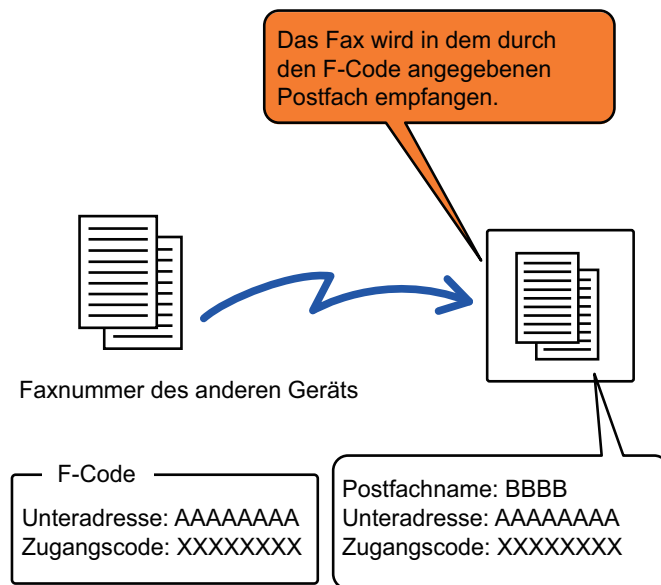 Das Fax wird in dem durch
den F-Code angegebenen
Postfach empfangen.
Faxnummer des anderen Geräts
F-Code
Unteradresse: AAAAAAAA
Zugangscode: XXXXXXXX
Postfachname: BBBB
Unteradresse: AAAAAAAA
Zugangscode: XXXXXXXX